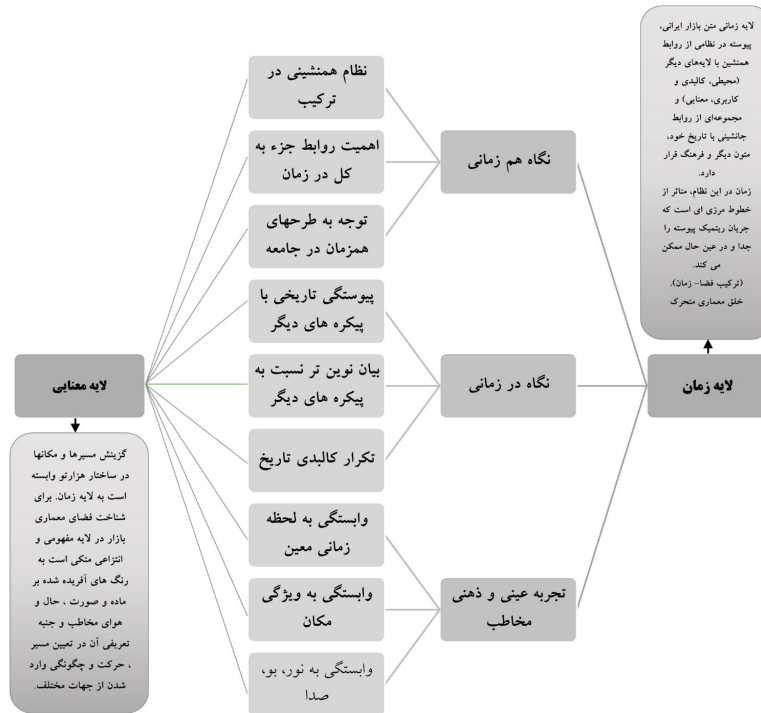 لایه زمانی متن بازار ایرانی،
پیوسته در نظامی از روابط
همنشین با لایه‌های دیگر
(محیطی، کالبدی و
کاربری، معنایی) و
مجموعه‌ای از روابط
جانشینی با تاریخ خود،
متون دیگر و فرهنگ قرار
دارد.
زمان در این نظام، متاثر از
خطوط مرزی ای است که
جریان ریتمیک پیوسته را
جدا و در عین حال ممکن
می کند.
(ترکیب فضا- زمان).
خلق معماری متحرک
لایه زمان
نگاه هم زمانی
نظام همنشینی در
ترکیب
اهمیت روابط جزء به
کل در زمان
توجه به طرحهای
همزمان در جامعه
نگاه در زمانی
پیوستگی تاریخی با
پیکره های دیگر
بیان نوین تر نسبت به
پیکره های دیگر
تکرار کالبدی تاریخ
تجربه عینی و ذهنی
مخاطب
وابستگی به لحظه
زمانی معین
وابستگی به ویژگی
مکان
وابستگی به نور، بو،
صدا
لایه معنایی
گزینش مسیرها و مکانها
در ساختار هزارتو وابسته
است به لایه زمان. برای
شناخت فضای معماری
بازار در لایه مفهومی و
انتزاعی متکی است به
رنگ های آفریده شده بر
ماده و صورت ، حال و
هوای مخاطب و جنبه
تعریفی آن در تعیین مسیر
، حرکت و چگونگی وارد
شدن از جهات مختلف.